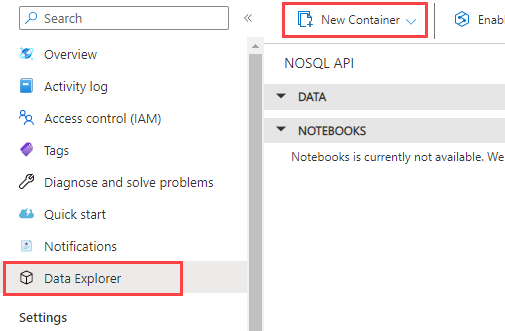 Search
«
New Container
Enabl
NOSQL API
Overview
DATA
Activity log
NOTEBOOKS
Access control (IAM)
Notebooks is currently not available. We
Tags
Diagnose and solve problems
Quick start
Notifications
Data Explorer
Settings